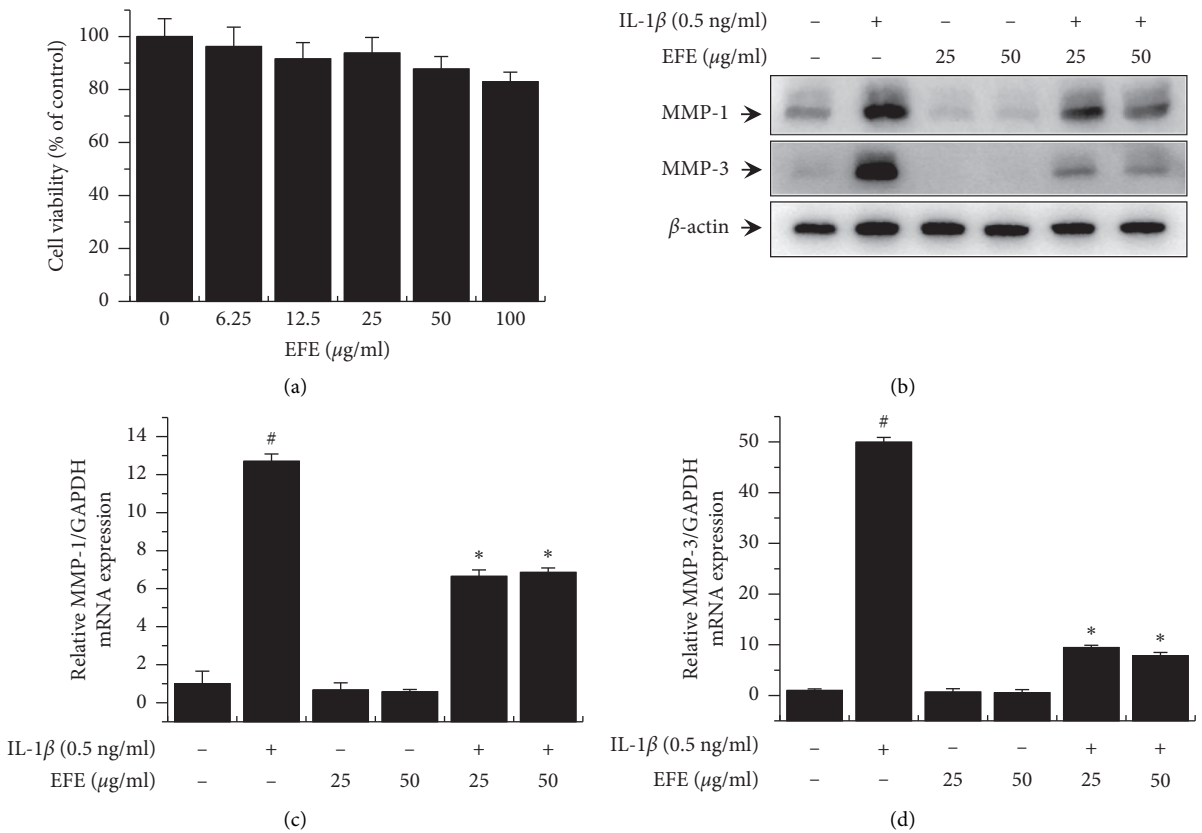 Cell viability (% of control)
100
80
60
40
80
0
0 6.25 12.5 25 50 100
EFE (μg/ml)
(a)
IL-1β (0.5 ng/ml) – + – – + +
EFE (μg/ml) – – 25 50 25 50
MMP-1
MMP-3
β-actin
(b)
Relative MMP-1/GAPDH
mRNA expression
14
12
10
8
6
4
2
0
#
* *
IL-1β (0.5 ng/ml) – + – – + +
EFE (μg/ml) – – 25 50 25 50
(c)
Relative MMP-3/GAPDH
mRNA expression
50
40
30
20
10
0
#
* *
IL-1β (0.5 ng/ml) – + – – + +
EFE (μg/ml) – – 25 50 25 50
(d)